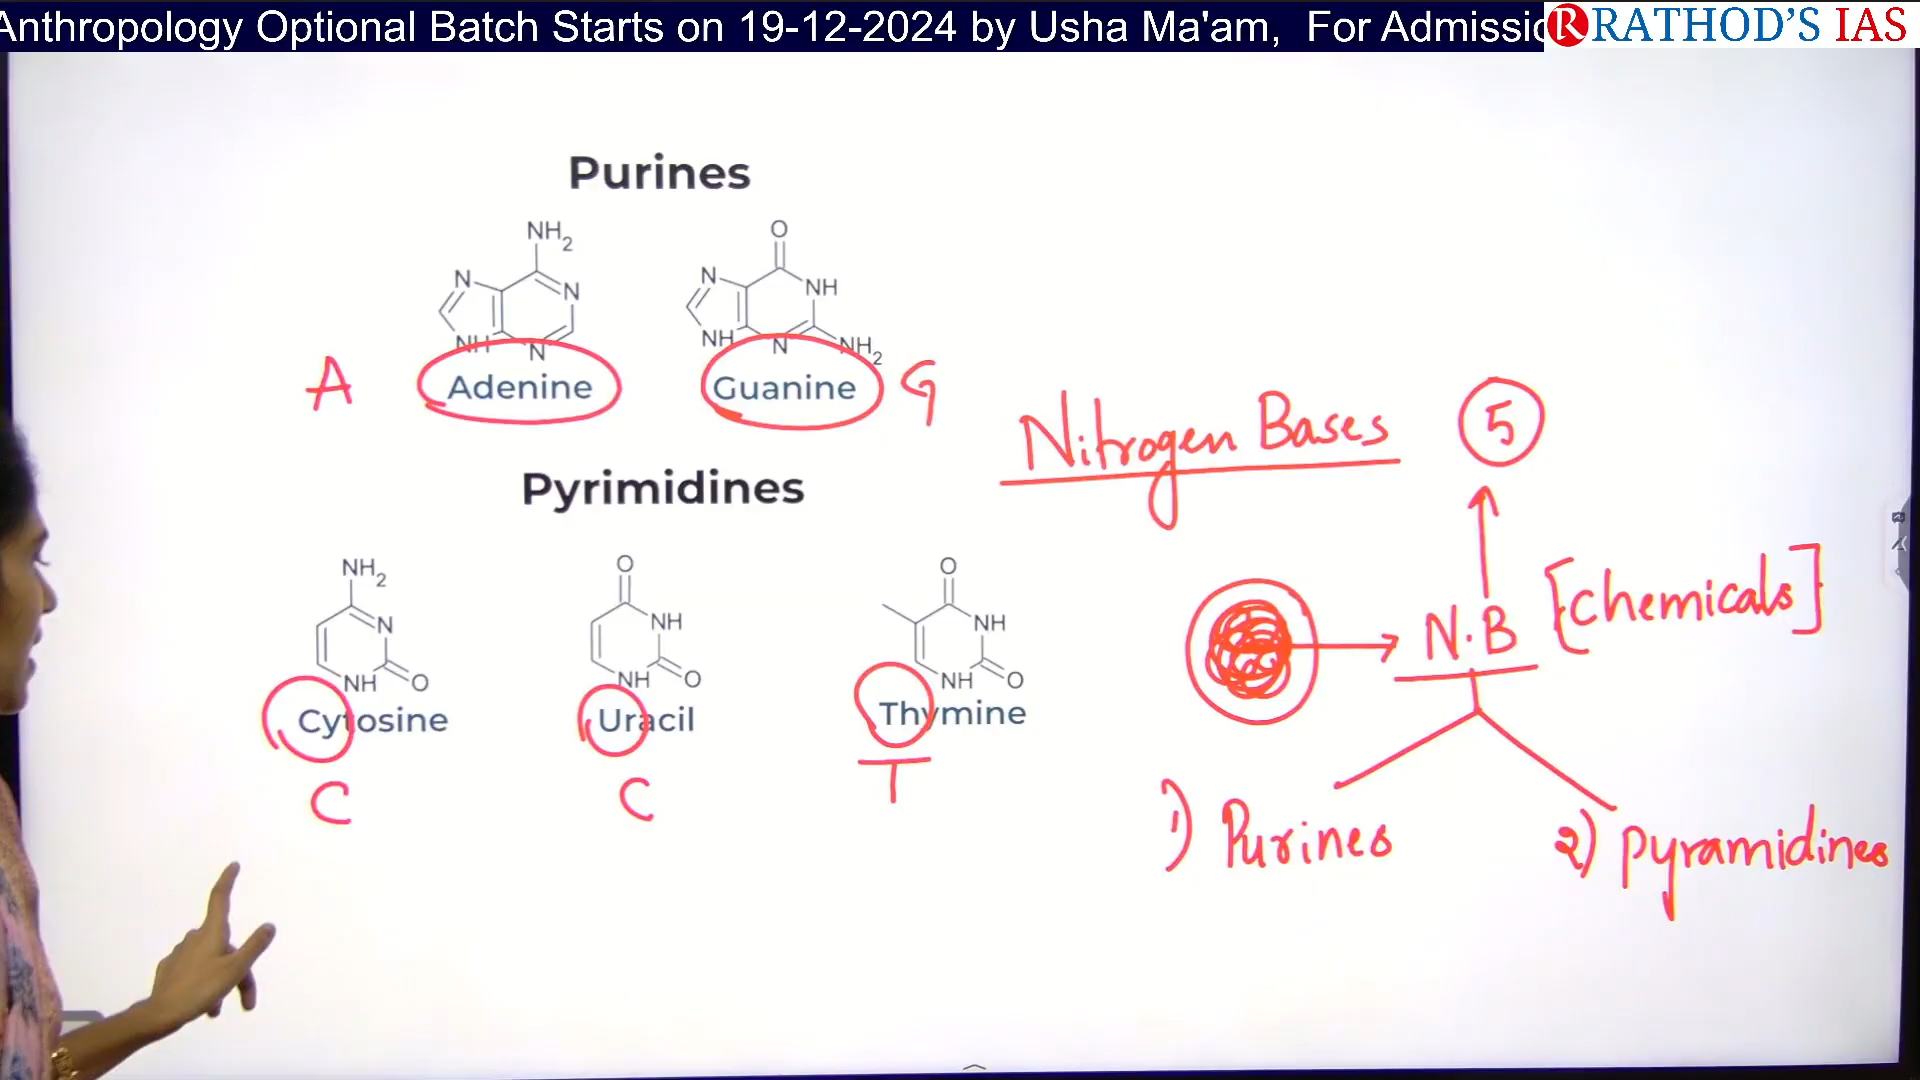 Anthropology Optional Batch Starts on 19-12-2024 by Usha Ma'am, For Admissio
R RATHOD'S IAS
Purines
NH2
N
N
NH
N
O
N
NH
NH
N
NH2
A
Adenine
Guanine
G
Nitrogen Bases
5
Pyrimidines
NH2
N
NH
O
O
NH
NH
O
O
NH
NH
O
N.B
[chemicals]
Cytosine
Uracil
Thymine
C
C
T
1) Purines
2) Pyramidines